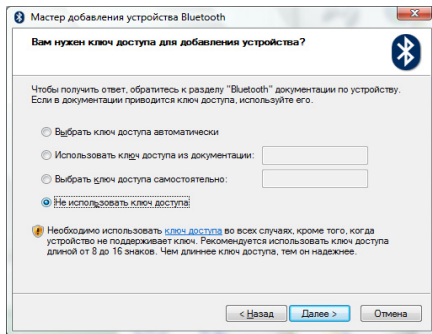 Мастер добавления устройства Bluetooth
Вам нужен ключ доступа для добавления устройства?
Чтобы получить ответ, обратитесь к разделу "Bluetooth" документации по устройству.
Если в документации приводится ключ доступа, используйте его.
Выбрать ключ доступа автоматически
Использовать ключ доступа из документации:
Выбрать ключ доступа самостоятельно:
Не использовать ключ доступа
Необходимо использовать ключ доступа во всех случаях, кроме того, когда
устройство не поддерживает ключ. Рекомендуется использовать ключ доступа
длиной от 8 до 16 знаков. Чем длиннее ключ доступа, тем он надежнее.
< Назад Далее > Отмена